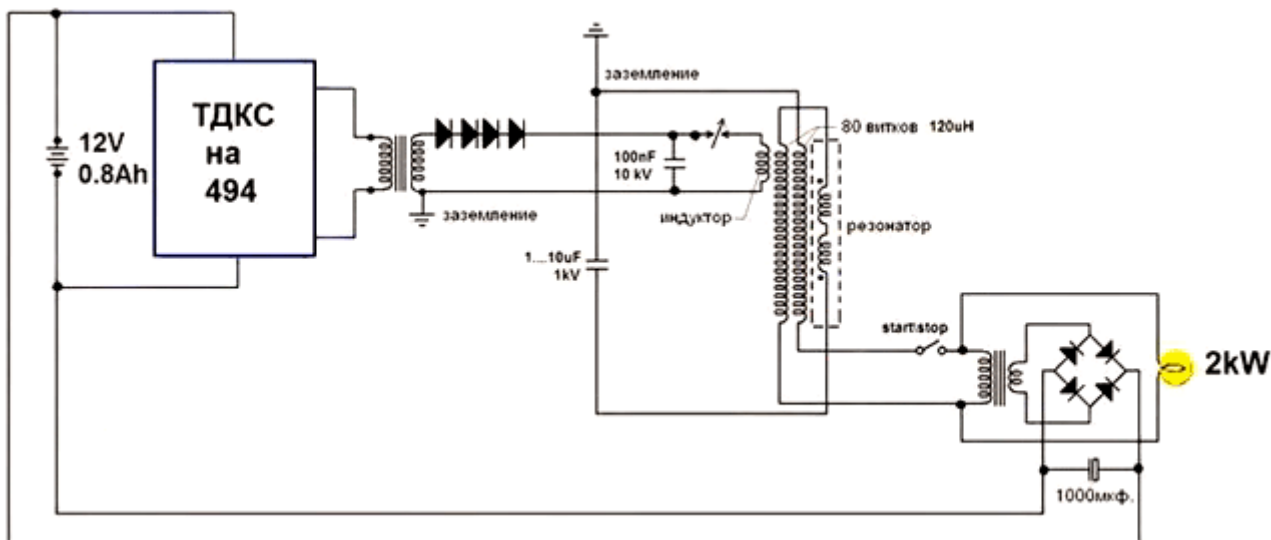 ТДКС
на
494
12V
0.8Ah
заземление
заземление
100nF
10 kV
индуктор
80 витков 120uH
резонатор
1....10uF
1kV
start\stop
2kW
1000мкф.